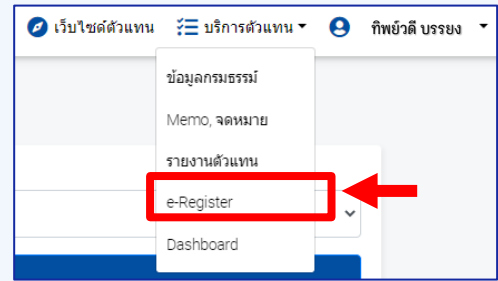 เว็บไซต์ตัวแทน บริการตัวแทน ทิพย์วดี บรรยง
ข้อมูลกรมธรรม์
Memo, จดหมาย
รายงานตัวแทน
e-Register
Dashboard